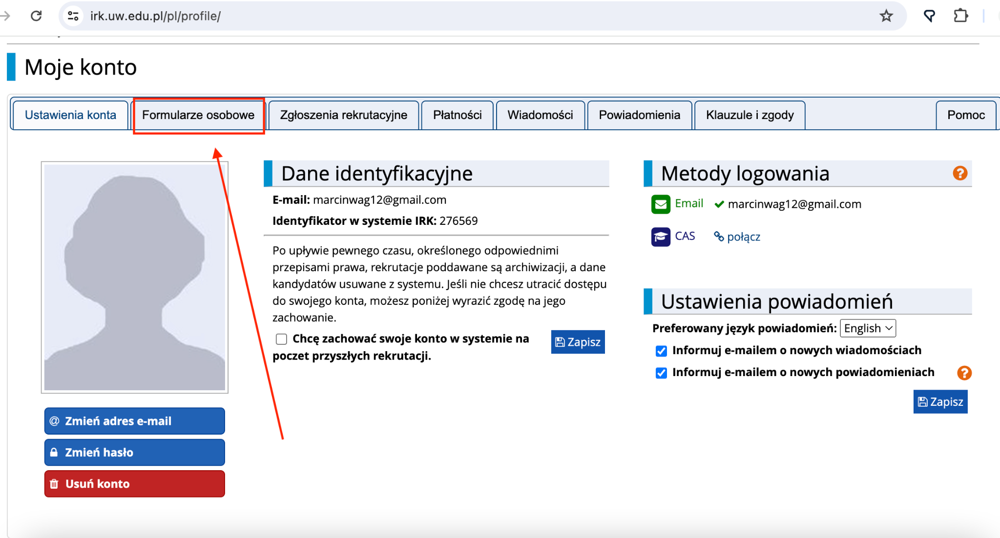 irk.uw.edu.pl/pl/profile/
Moje konto
Ustawienia konta
Formularze osobowe
Zgłoszenia rekrutacyjne
Płatności
Wiadomości
Powiadomienia
Klauzule i zgody
Pomoc
Dane identyfikacyjne
E-mail: marcinwag12@gmail.com
Identyfikator w systemie IRK: 276569
Po upływie pewnego czasu, określonego odpowiednimi
przepisami prawa, rekrutacje poddawane są archiwizacji, a dane
kandydatów usuwane z systemu. Jeśli nie chcesz utracić dostępu
do swojego konta, możesz poniżej wyrazić zgodę na jego
zachowanie.
Chcę zachować swoje konto w systemie na
poczet przyszłych rekrutacji.
Zapisz
Metody logowania
?
Email
marcinwag12@gmail.com
CAS
połącz
Ustawienia powiadomień
Preferowany język powiadomień: English
Informuj e-mailem o nowych wiadomościach
Informuj e-mailem o nowych powiadomieniach
?
Zapisz
@ Zmień adres e-mail
Zmień hasło
Usuń konto